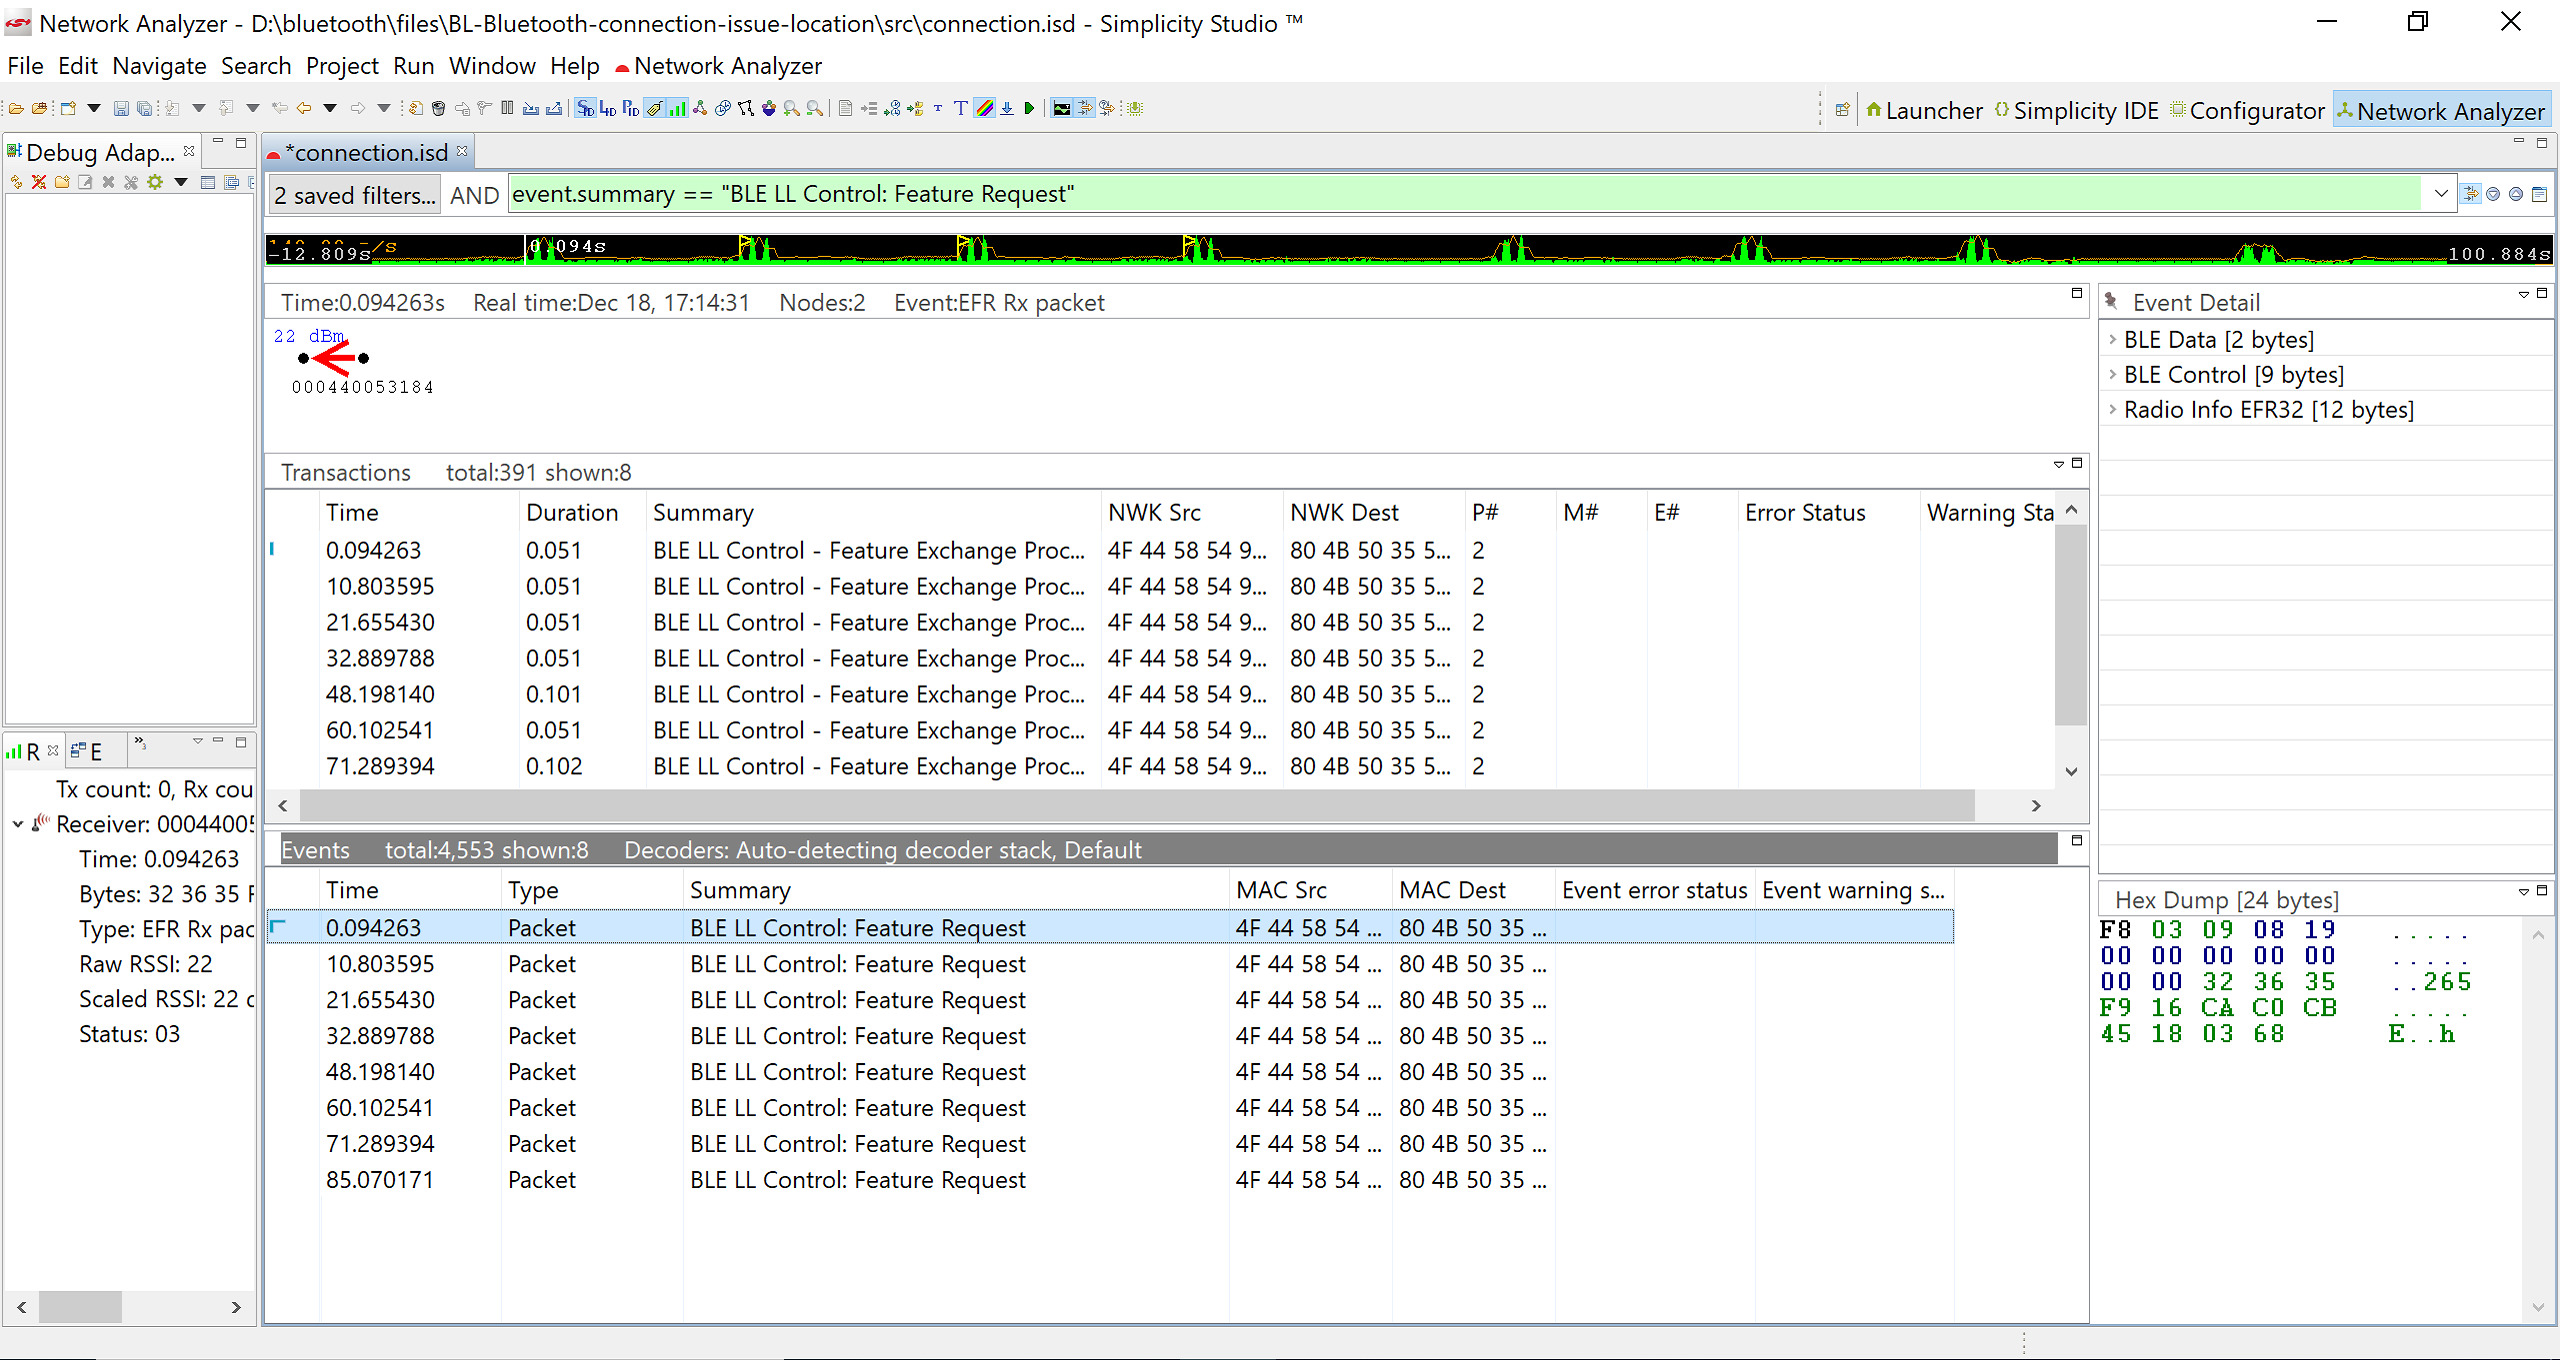 Network Analyzer - D:\bluetooth\files\BL-Bluetooth-connection-issue-location\src\connection.isd - Simplicity Studio ™
File Edit Navigate Search Project Run Window Help Network Analyzer
Launcher Simplicity IDE Configurator Network Analyzer
Debug Adap...
*connection.isd
2 saved filters... AND event.summary == "BLE LL Control: Feature Request"
-12.809s 0.094s 100.884s
Time:0.094263s Real time:Dec 18, 17:14:31 Nodes:2 Event:EFR Rx packet
22 dBm
000440053184
Transactions total:391 shown:8
Time Duration Summary NWK Src NWK Dest P# M# E# Error Status Warning Sta
0.094263 0.051 BLE LL Control - Feature Exchange Proc... 4F 44 58 54 9... 80 4B 50 35 5... 2
10.803595 0.051 BLE LL Control - Feature Exchange Proc... 4F 44 58 54 9... 80 4B 50 35 5... 2
21.655430 0.051 BLE LL Control - Feature Exchange Proc... 4F 44 58 54 9... 80 4B 50 35 5... 2
32.889788 0.051 BLE LL Control - Feature Exchange Proc... 4F 44 58 54 9... 80 4B 50 35 5... 2
48.198140 0.101 BLE LL Control - Feature Exchange Proc... 4F 44 58 54 9... 80 4B 50 35 5... 2
60.102541 0.051 BLE LL Control - Feature Exchange Proc... 4F 44 58 54 9... 80 4B 50 35 5... 2
71.289394 0.102 BLE LL Control - Feature Exchange Proc... 4F 44 58 54 9... 80 4B 50 35 5... 2
Events total:4,553 shown:8 Decoders: Auto-detecting decoder stack, Default
Time Type Summary MAC Src MAC Dest Event error status Event warning s...
0.094263 Packet BLE LL Control: Feature Request 4F 44 58 54 ... 80 4B 50 35 ...
10.803595 Packet BLE LL Control: Feature Request 4F 44 58 54 ... 80 4B 50 35 ...
21.655430 Packet BLE LL Control: Feature Request 4F 44 58 54 ... 80 4B 50 35 ...
32.889788 Packet BLE LL Control: Feature Request 4F 44 58 54 ... 80 4B 50 35 ...
48.198140 Packet BLE LL Control: Feature Request 4F 44 58 54 ... 80 4B 50 35 ...
60.102541 Packet BLE LL Control: Feature Request 4F 44 58 54 ... 80 4B 50 35 ...
71.289394 Packet BLE LL Control: Feature Request 4F 44 58 54 ... 80 4B 50 35 ...
85.070171 Packet BLE LL Control: Feature Request 4F 44 58 54 ... 80 4B 50 35 ...
R E
Tx count: 0, Rx cou
Receiver: 0004400
Time: 0.094263
Bytes: 32 36 35
Type: EFR Rx pac
Raw RSSI: 22
Scaled RSSI: 22
Status: 03
Event Detail
BLE Data [2 bytes]
BLE Control [9 bytes]
Radio Info EFR32 [12 bytes]
Hex Dump [24 bytes]
F8 03 09 08 19 .....
00 00 00 00 00 .....
00 00 32 36 35 ..265
F9 16 CA C0 CB .....
45 18 03 68 E..h